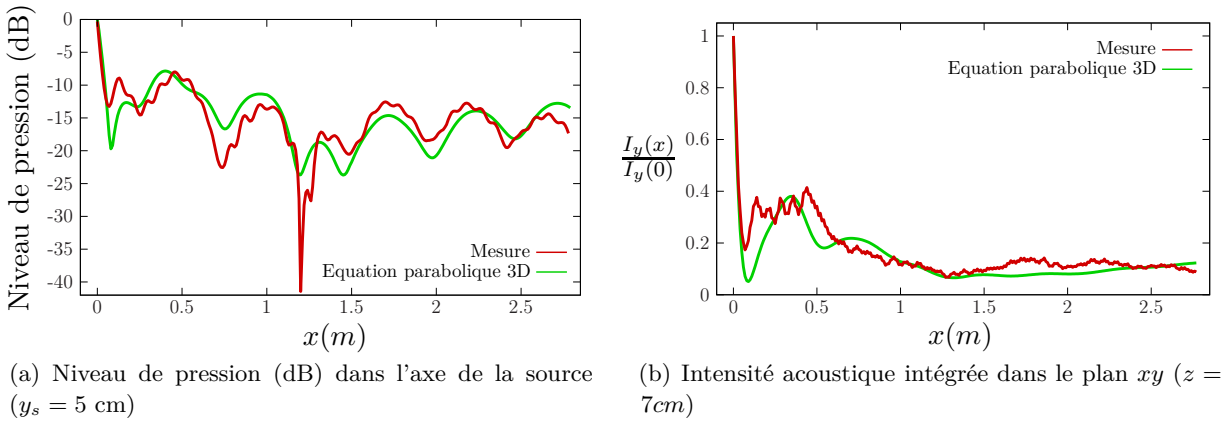 Niveau de pression (dB)
0
-5
-10
-15
-20
-25
-30
-35
-40
Mesure
Equation parabolique 3D
0 0.5 1 1.5 2 2.5
x(m)
(a) Niveau de pression (dB) dans l'axe de la source
(y_s = 5 cm)
I_y(x)
I_y(0)
1
0.8
0.6
0.4
0.2
0
Mesure
Equation parabolique 3D
0 0.5 1 1.5 2 2.5
x(m)
(b) Intensité acoustique intégrée dans le plan xy (z =
7cm)